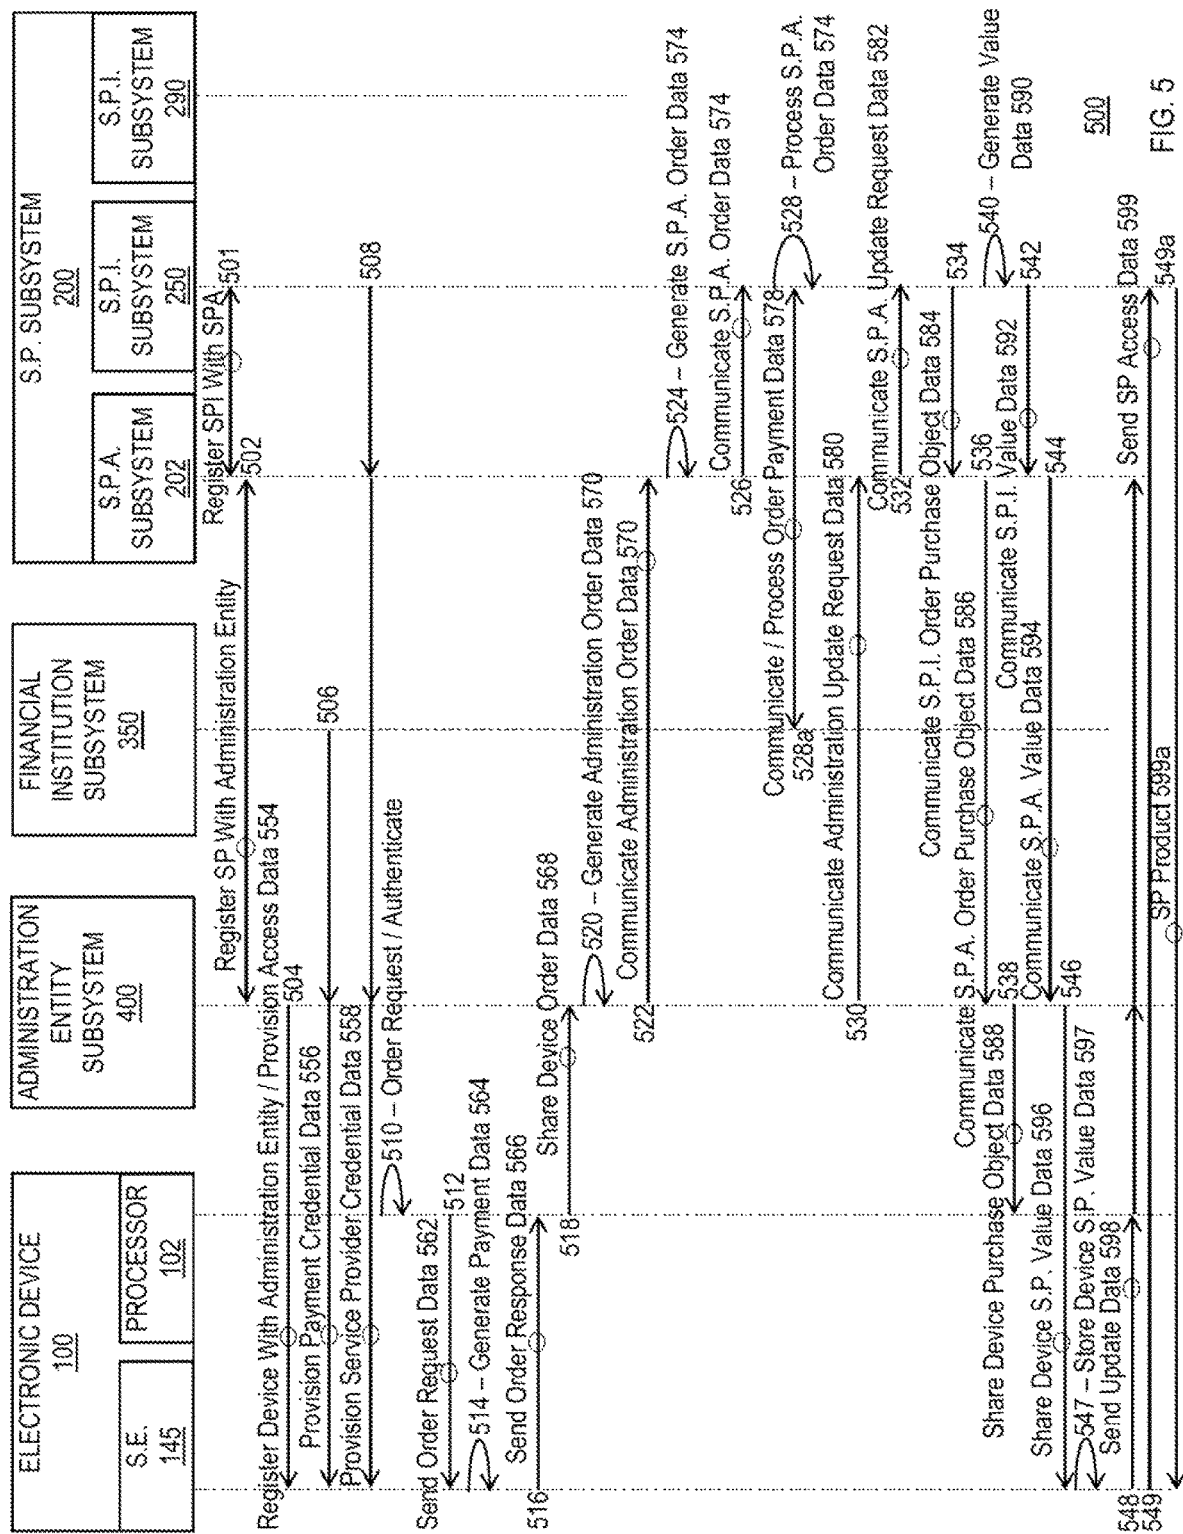 ELECTRONIC DEVICE
100
S.E.
145
PROCESSOR
102
ADMINISTRATION
ENTITY
SUBSYSTEM
400
FINANCIAL
INSTITUTION
SUBSYSTEM
350
S.P. SUBSYSTEM
200
S.P.A.
SUBSYSTEM
202
S.P.I.
SUBSYSTEM
250
S.P.I.
SUBSYSTEM
290
Register SPI With SPA
501
Register SP With Administration Entity
502
Register Device With Administration Entity / Provision Access Data 554
504
Provision Payment Credential Data 556
506
Provision Service Provider Credential Data 558
508
510 – Order Request / Authenticate
Send Order Request Data 562
512
514 – Generate Payment Data 564
Send Order Response Data 566
516
Share Device Order Data 568
518
520 – Generate Administration Order Data 570
Communicate Administration Order Data 570
522
524 – Generate S.P.A. Order Data 574
Communicate S.P.A. Order Data 574
526
528 – Process S.P.A.
Order Data 574
Communicate / Process Order Payment Data 578
528a
Communicate Administration Update Request Data 580
530
Communicate S.P.A. Update Request Data 582
532
Communicate S.P.I. Order Purchase Object Data 584
534
Communicate S.P.A. Order Purchase Object Data 586
536
Share Device Purchase Object Data 588
538
540 – Generate Value
Data 590
Communicate S.P.I. Value Data 592
542
Communicate S.P.A. Value Data 594
544
Share Device S.P. Value Data 596
546
547 – Store Device S.P. Value Data 597
Send Update Data 598
548
Send SP Access Data 599
549
SP Product 599a
549a
500
FIG. 5